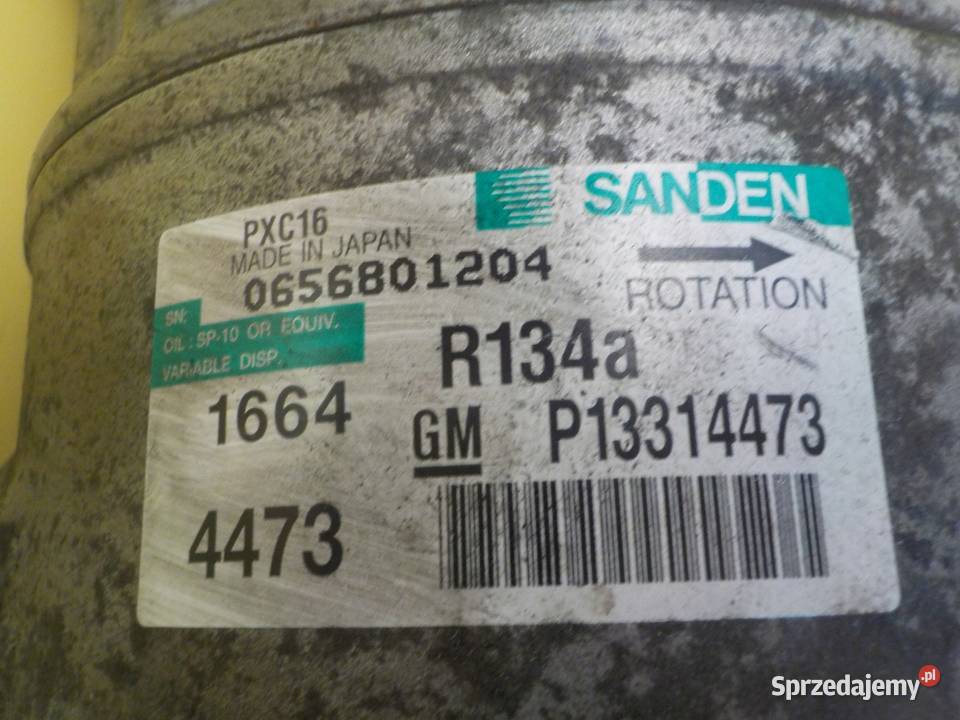 SANDEN
PXC16
MADE IN JAPAN
0656801204
ROTATION
SN:
OIL : SP-10 OR EQUIV.
VARIABLE DISP.
R134a
1664
GM P13314473
4473
Sprzedajemy.pl